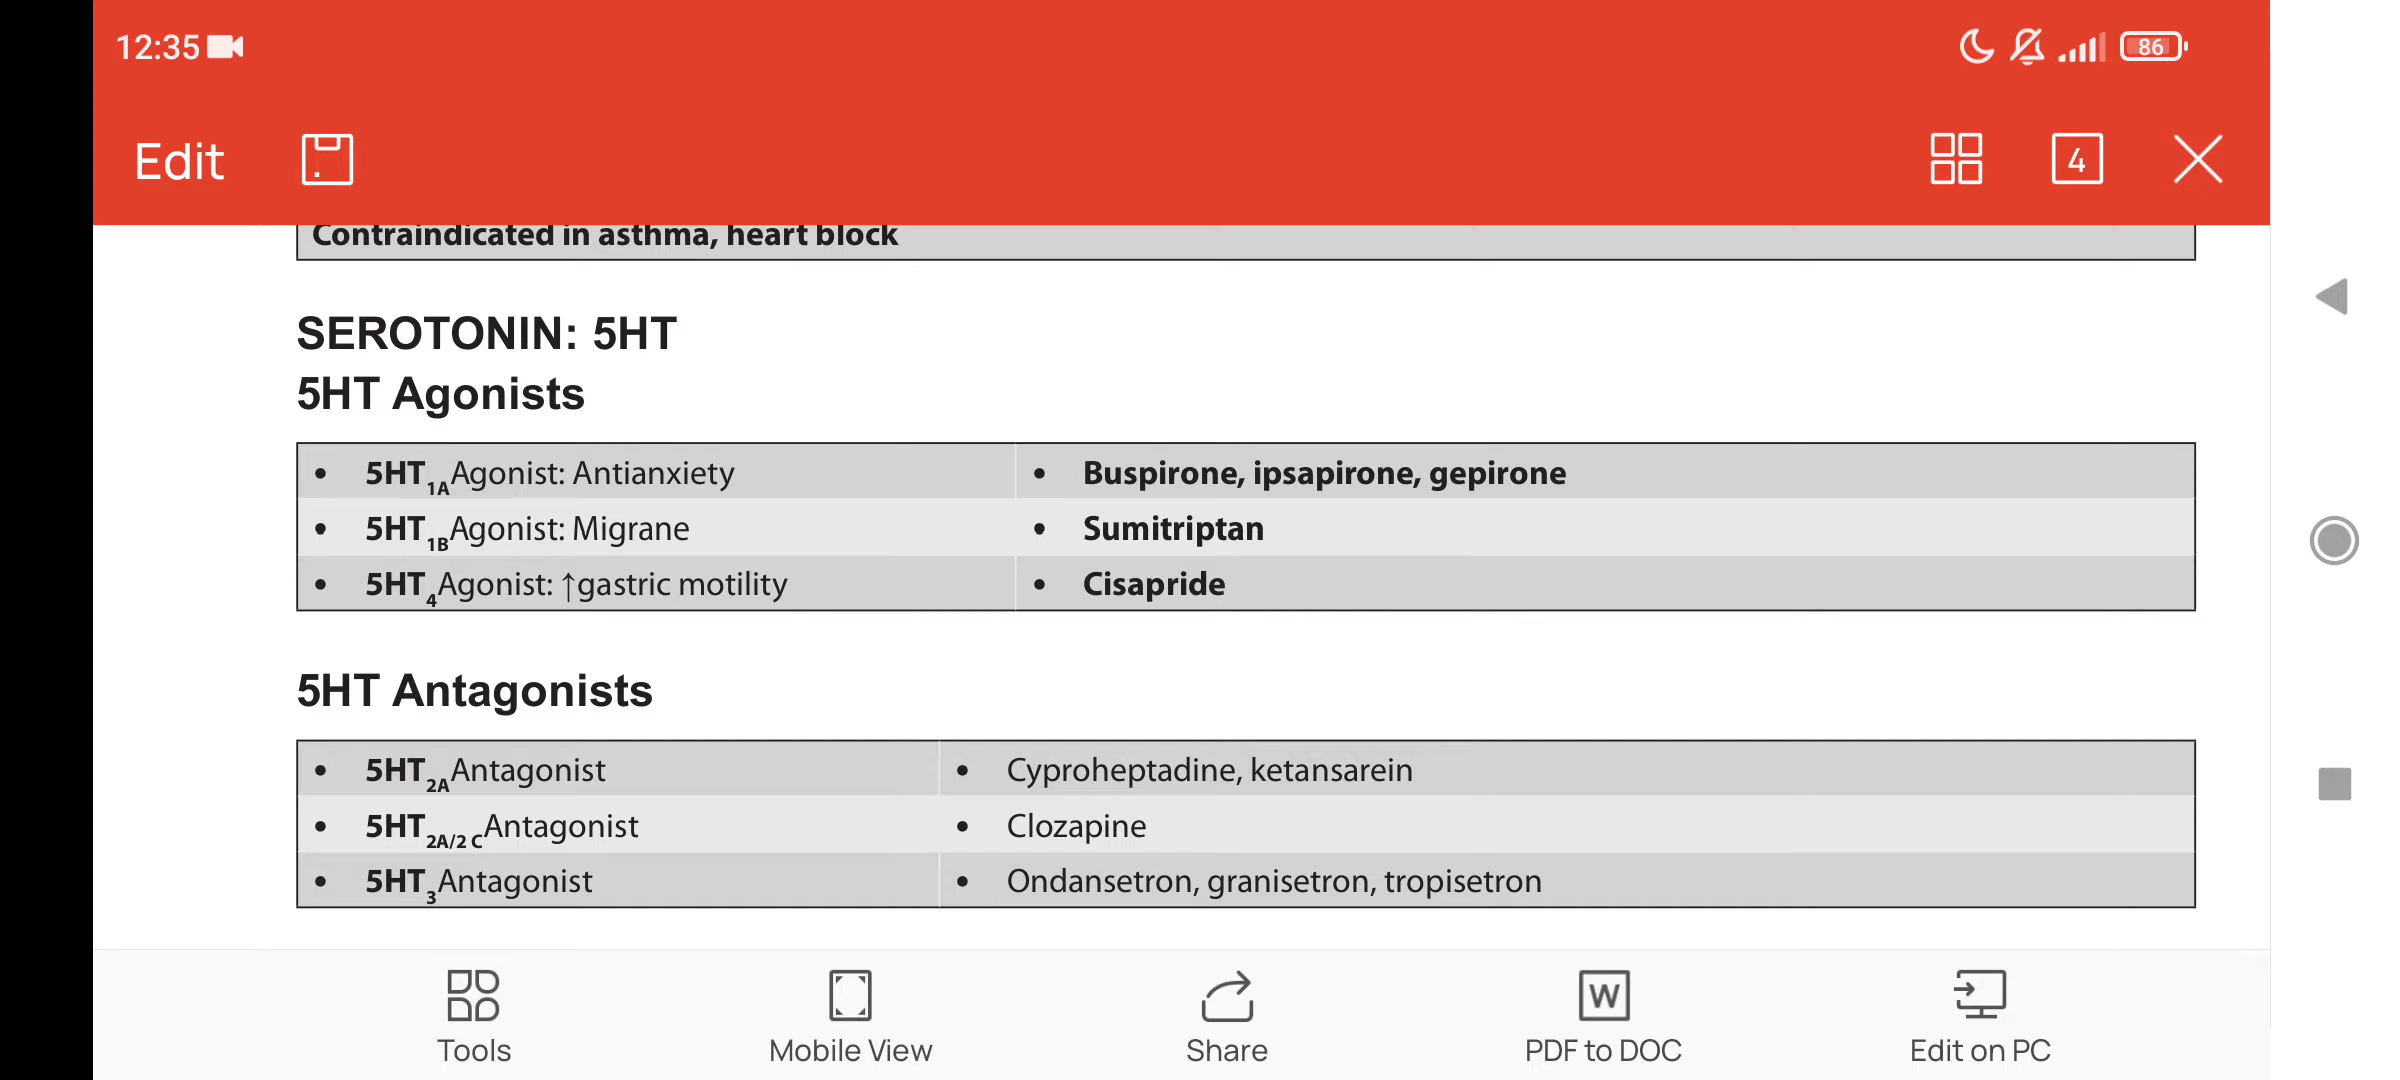 12:35
86
Edit
4
Contraindicated in asthma, heart block
SEROTONIN: 5HT
5HT Agonists
• 5HT1A Agonist: Antianxiety • Buspirone, ipsapirone, gepirone
• 5HT1B Agonist: Migrane • Sumitriptan
• 5HT4 Agonist: ↑gastric motility • Cisapride
5HT Antagonists
• 5HT2A Antagonist • Cyproheptadine, ketansarein
• 5HT2A/2 C Antagonist • Clozapine
• 5HT3 Antagonist • Ondansetron, granisetron, tropisetron
Tools
Mobile View
Share
W
PDF to DOC
Edit on PC